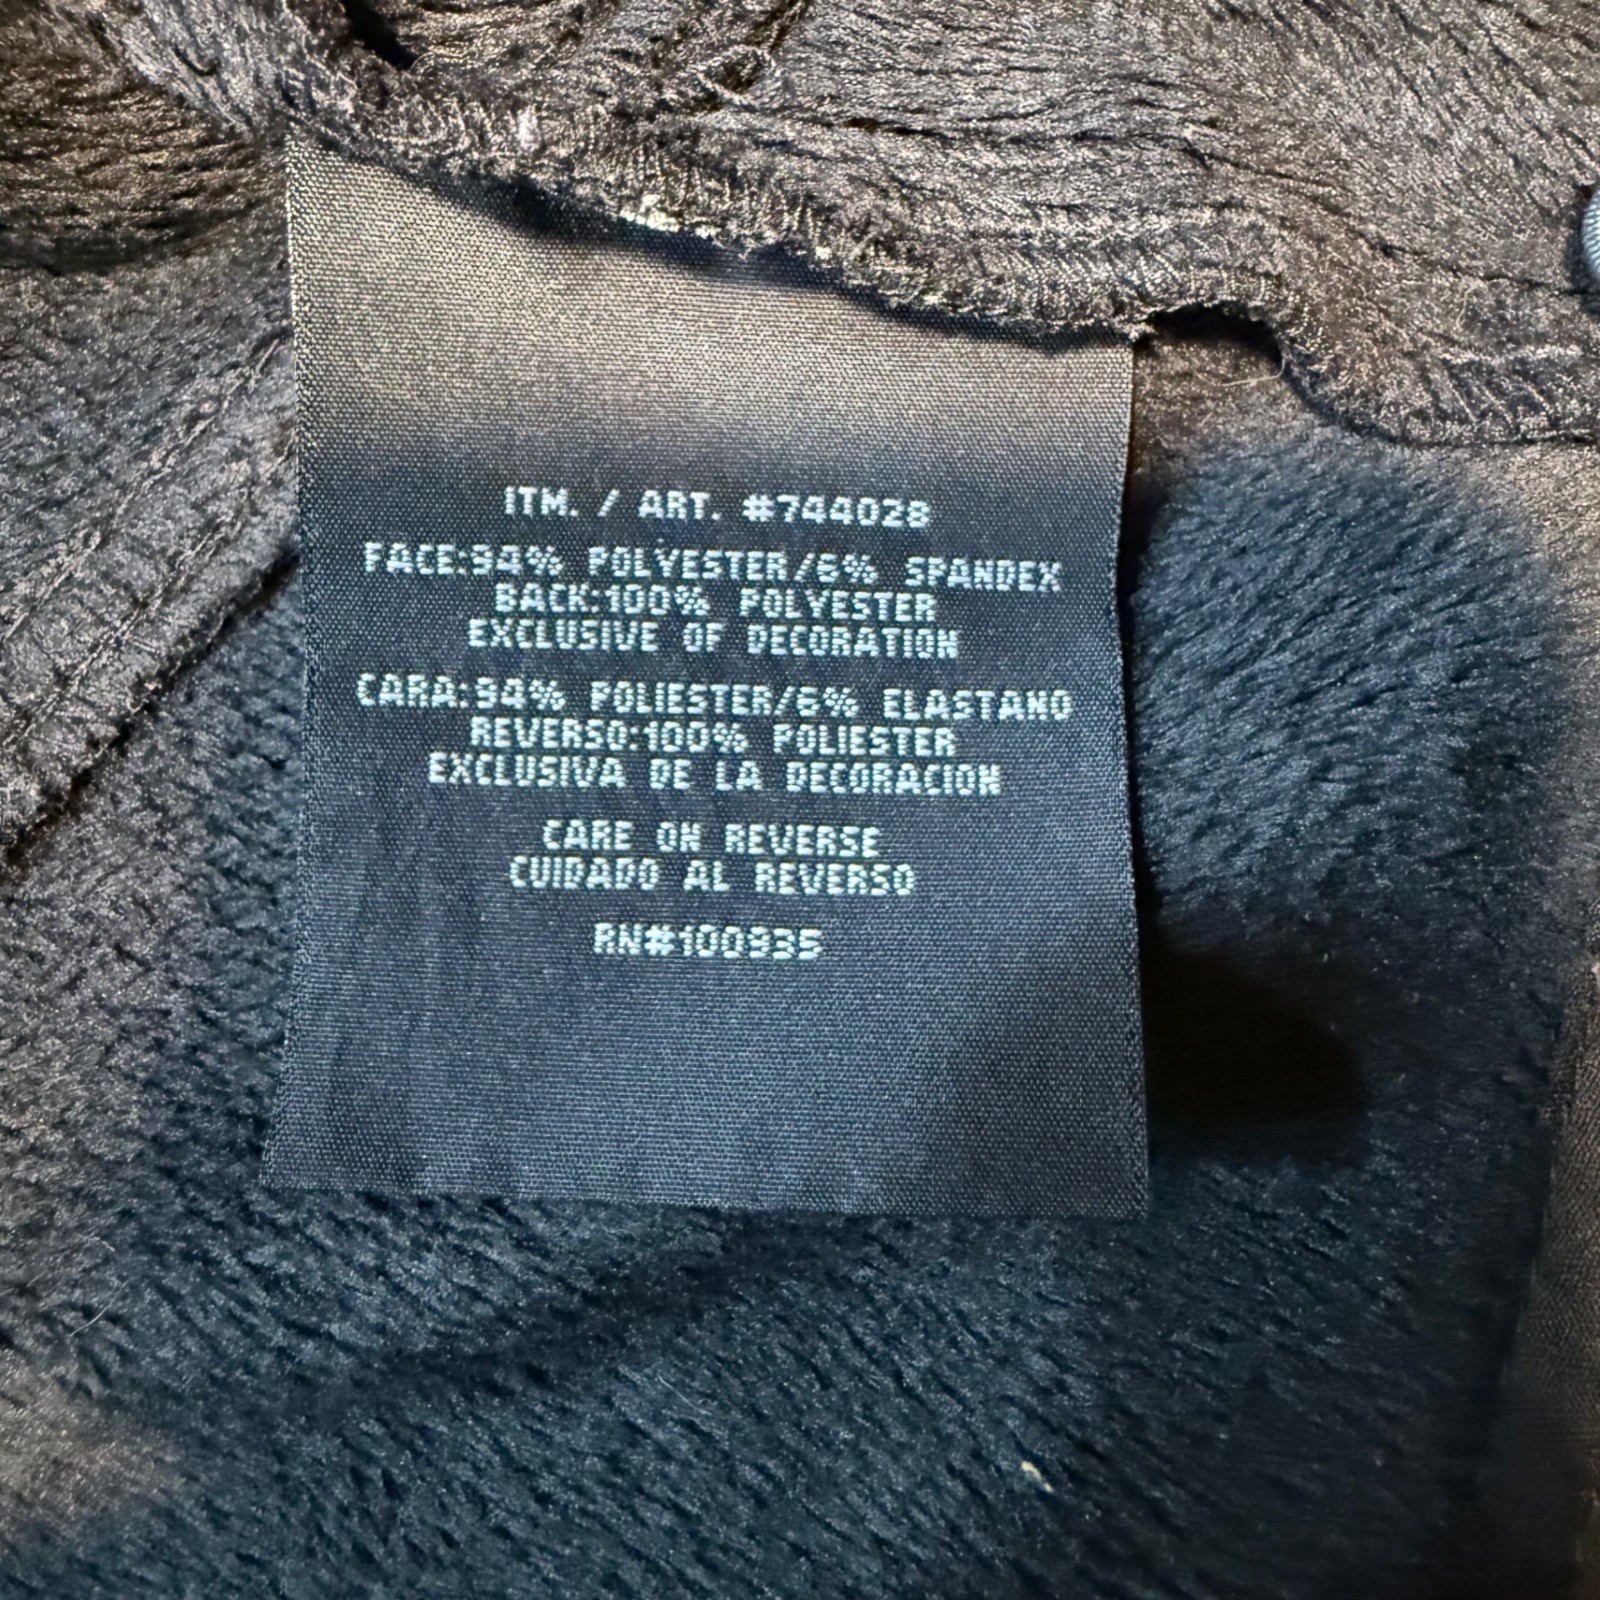 ITM. / ART. #744028
FACE:94% POLYESTER/6% SPANDEX
BACK:100% POLYESTER
EXCLUSIVE OF DECORATION
CARA:94% POLIESTER/6% ELASTANO
REVERSO:100% POLIESTER
EXCLUSIVA DE LA DECORACION
CARE ON REVERSE
CUIDADO AL REVERSO
RN#100935